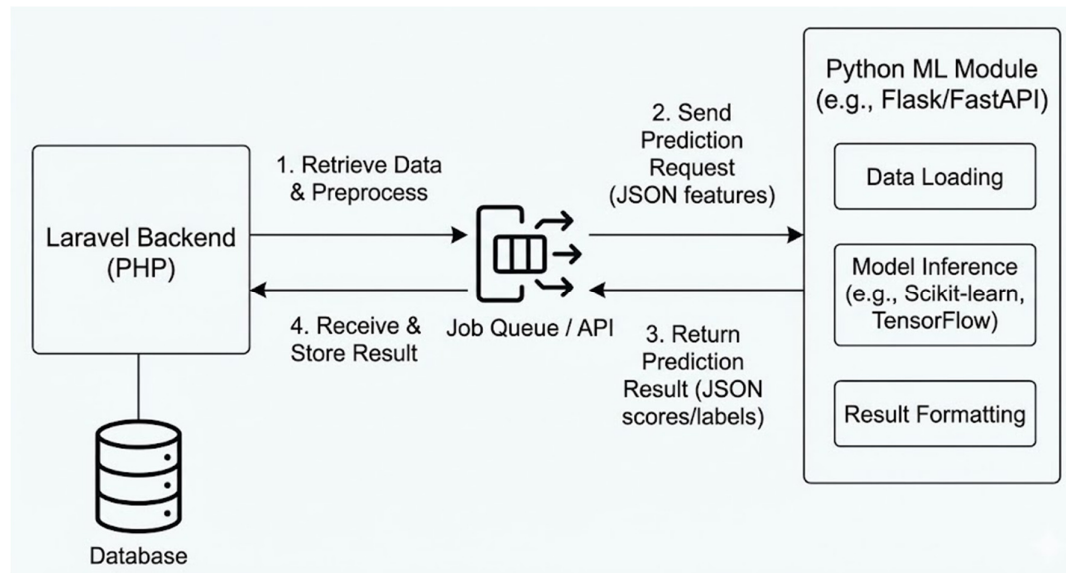 Laravel Backend
(PHP)
Database
1. Retrieve Data
& Preprocess
4. Receive &
Store Result
Job Queue / API
2. Send
Prediction
Request
(JSON features)
3. Return
Prediction
Result (JSON
scores/labels)
Python ML Module
(e.g., Flask/FastAPI)
Data Loading
Model Inference
(e.g., Scikit-learn,
TensorFlow)
Result Formatting